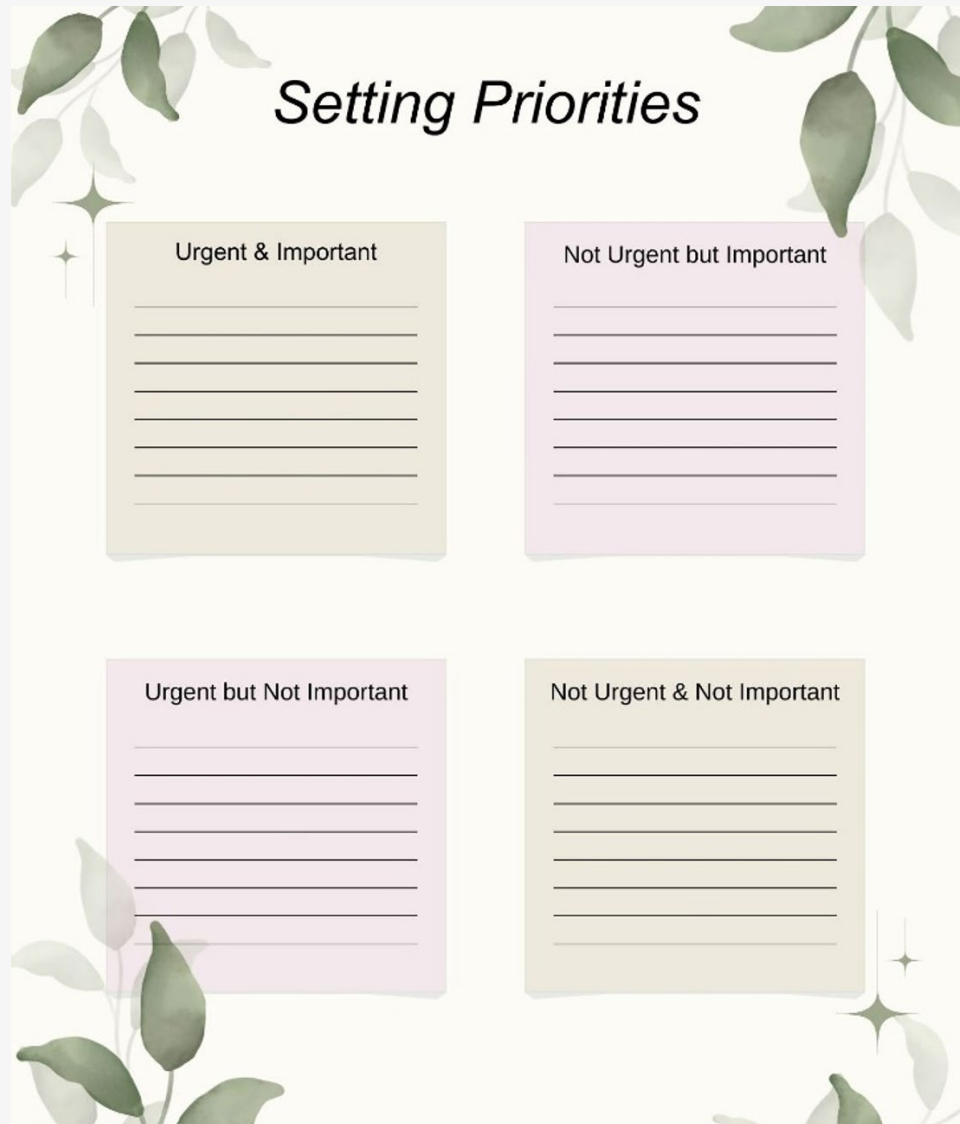 Setting Priorities
Urgent & Important
Not Urgent but Important
Urgent but Not Important
Not Urgent & Not Important